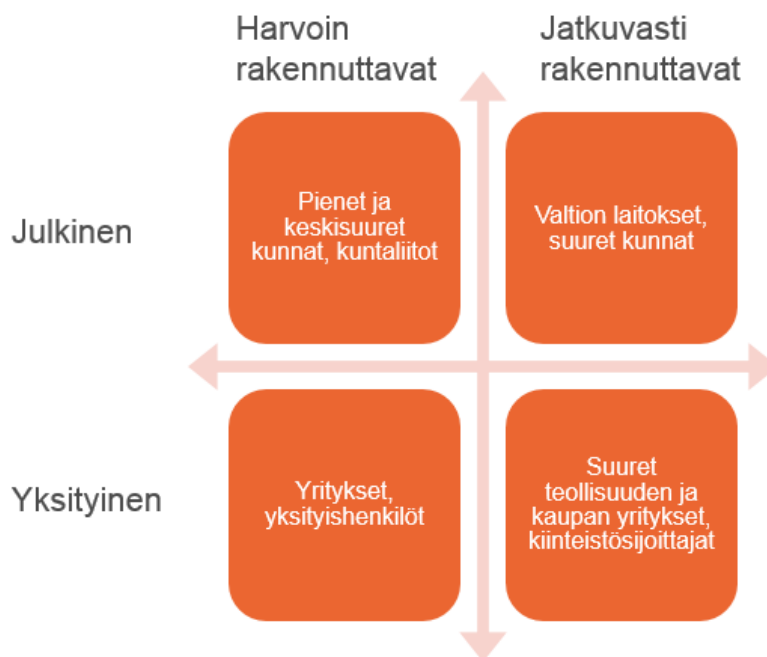 Harvoin
rakennuttavat
Jatkuvasti
rakennuttavat
Julkinen
Pienet ja
keskisuuret
kunnat, kuntaliitot
Valtion laitokset,
suuret kunnat
Yksityinen
Yritykset,
yksityishenkilöt
Suuret
teollisuuden ja
kaupan yritykset,
kiinteistösijoittajat